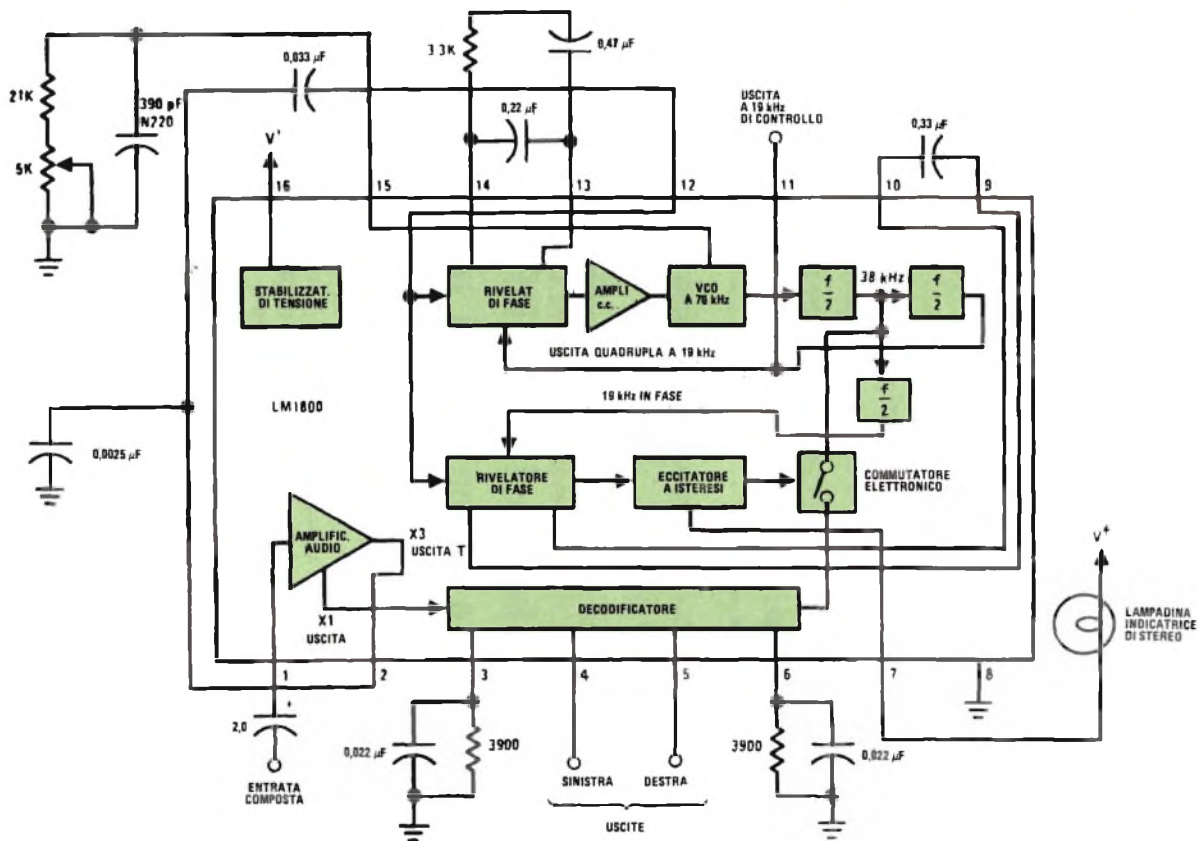 3.3K
0,47 µF
0,033 µF
21K
390 pF
N220
0,22 µF
USCITA
A 19 kHz
DI CONTROLLO
0,33 µF
V+
5K
16
15
14
13
12
11
10
9
STABILIZZAT.
DI TENSIONE
RIVELAT
DI FASE
AMPLI
c.c.
VCO
A 76 kHz
f
2
38 kHz
f
2
USCITA QUADRUPLA A 19 kHz
LM1800
19 kHz IN FASE
f
2
0,0025 µF
RIVELATORE
DI FASE
ECCITATORE
A ISTERESI
COMMUTATORE
ELETTRONICO
AMPLIFIC.
AUDIO
X3
USCITA T
V+
DECODIFICATORE
X1
USCITA
LAMPADINA
INDICATRICE
DI STEREO
1
2
3
4
5
6
7
8
+
2,0
0,022 µF
3900
3900
0,022 µF
ENTRATA
COMPOSTA
SINISTRA
DESTRA
USCITE